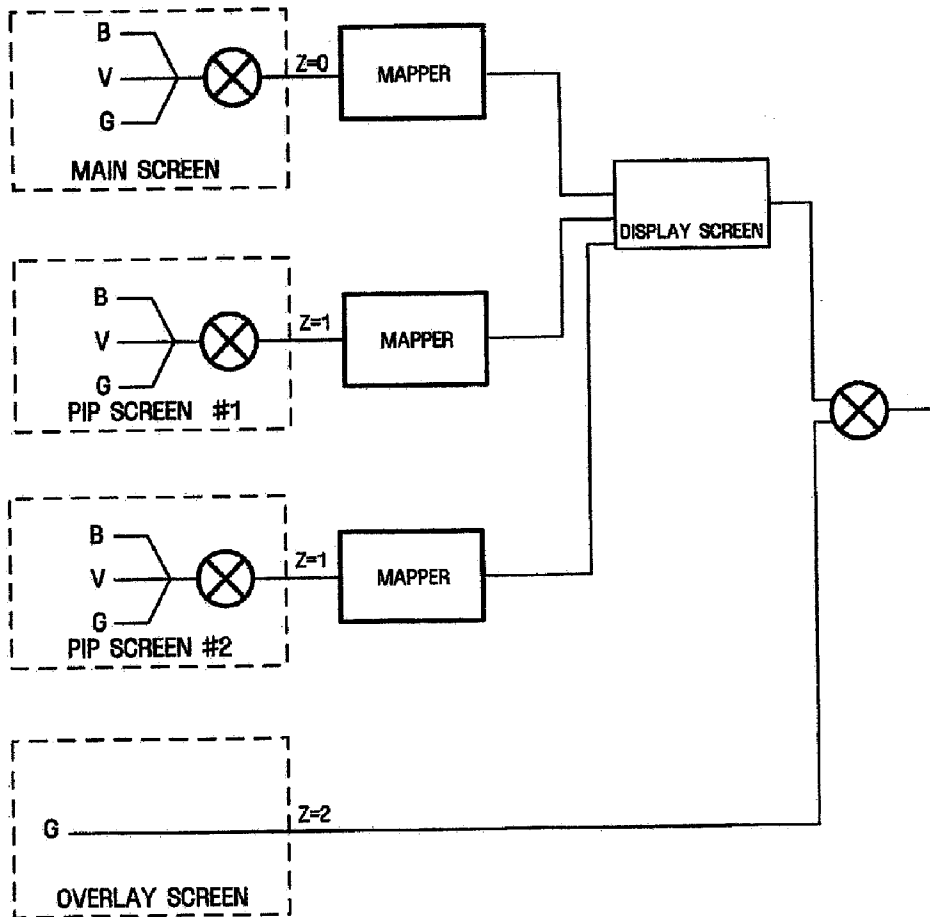 B
V
G
Z=0
MAPPER
MAIN SCREEN
DISPLAY SCREEN
B
V
G
Z=1
MAPPER
PIP SCREEN #1
B
V
G
Z=1
MAPPER
PIP SCREEN #2
G
Z=2
OVERLAY SCREEN